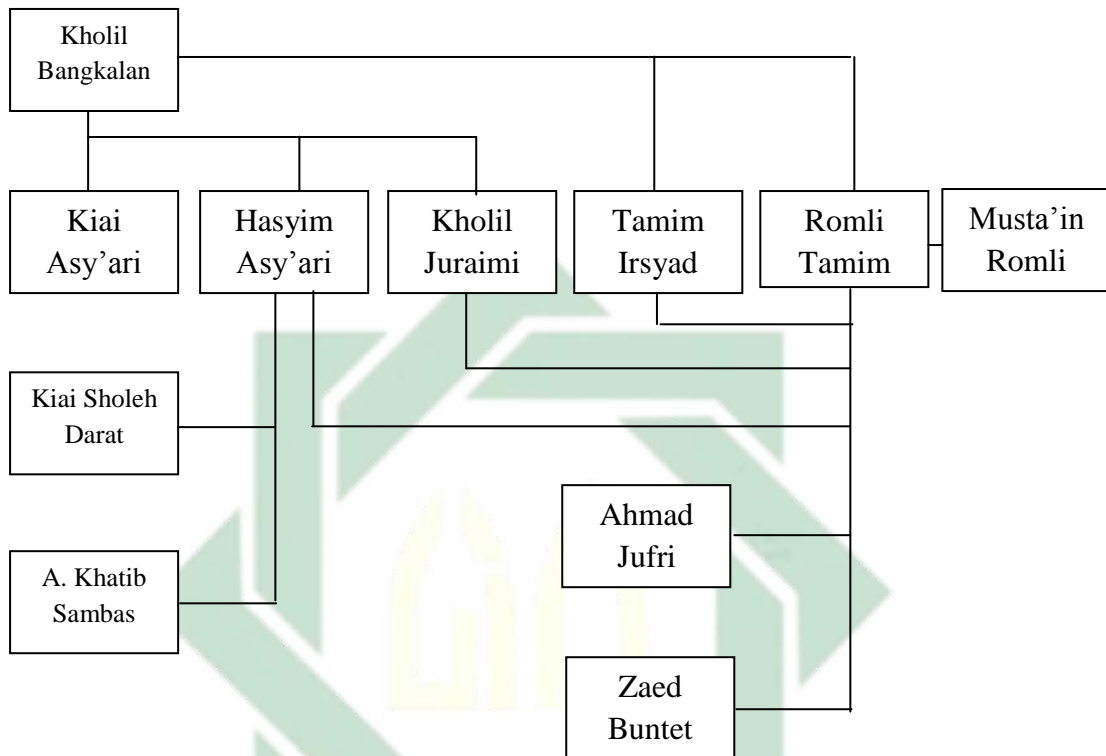 Kholil
Bangkalan
Kiai
Asy’ari
Hasyim
Asy’ari
Kholil
Juraimi
Tamim
Irsyad
Romli
Tamim
Musta’in
Romli
Kiai Sholeh
Darat
Ahmad
Jufri
A. Khatib
Sambas
Zaed
Buntet